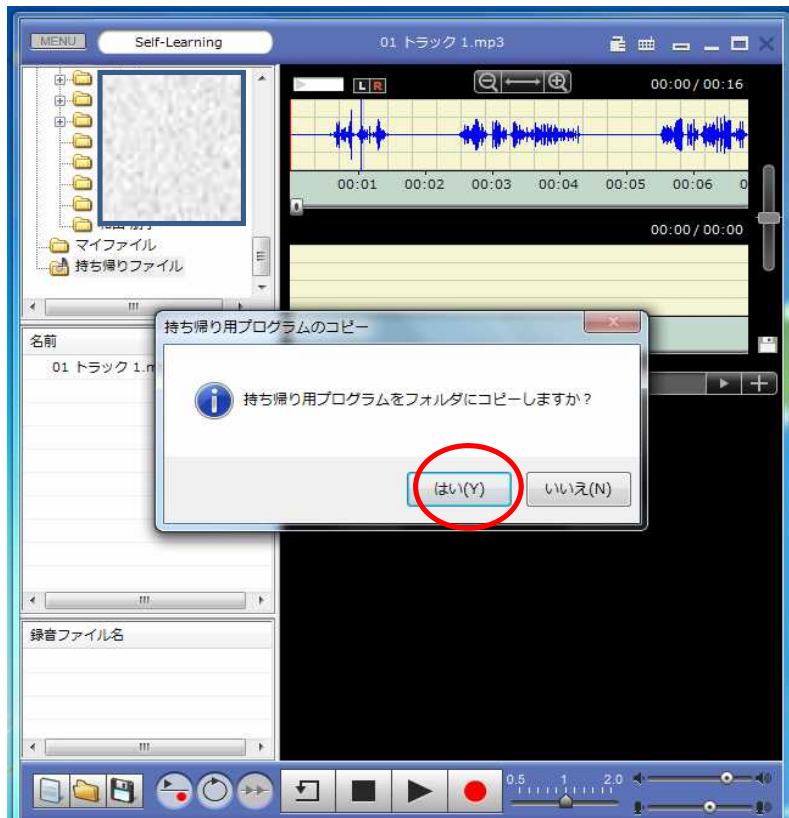 MENU Self-Learning 01 トラック 1.mp3
L R 00:00 / 00:16
00:01 00:02 00:03 00:04 00:05 00:06 0
00:00 / 00:00
マイファイル
持ち帰りファイル
名前
01 トラック 1.m
持ち帰り用プログラムのコピー
持ち帰り用プログラムをフォルダにコピーしますか？
はい(Y) いいえ(N)
録音ファイル名
0.5 1 2.0